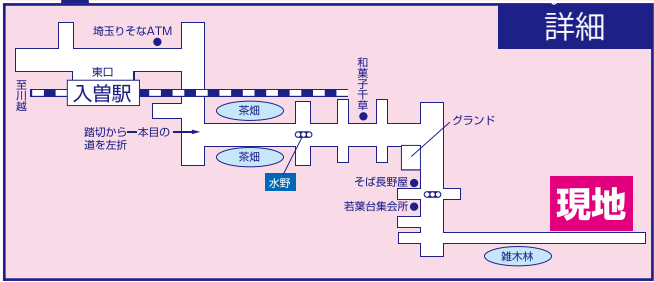 詳細
埼玉りそなATM
東口
入曽駅
至川越
和菓子千草
茶畑
踏切から一本目の
道を左折
茶畑
水野
グランド
そば長野屋
若葉台集会所
現地
雑木林